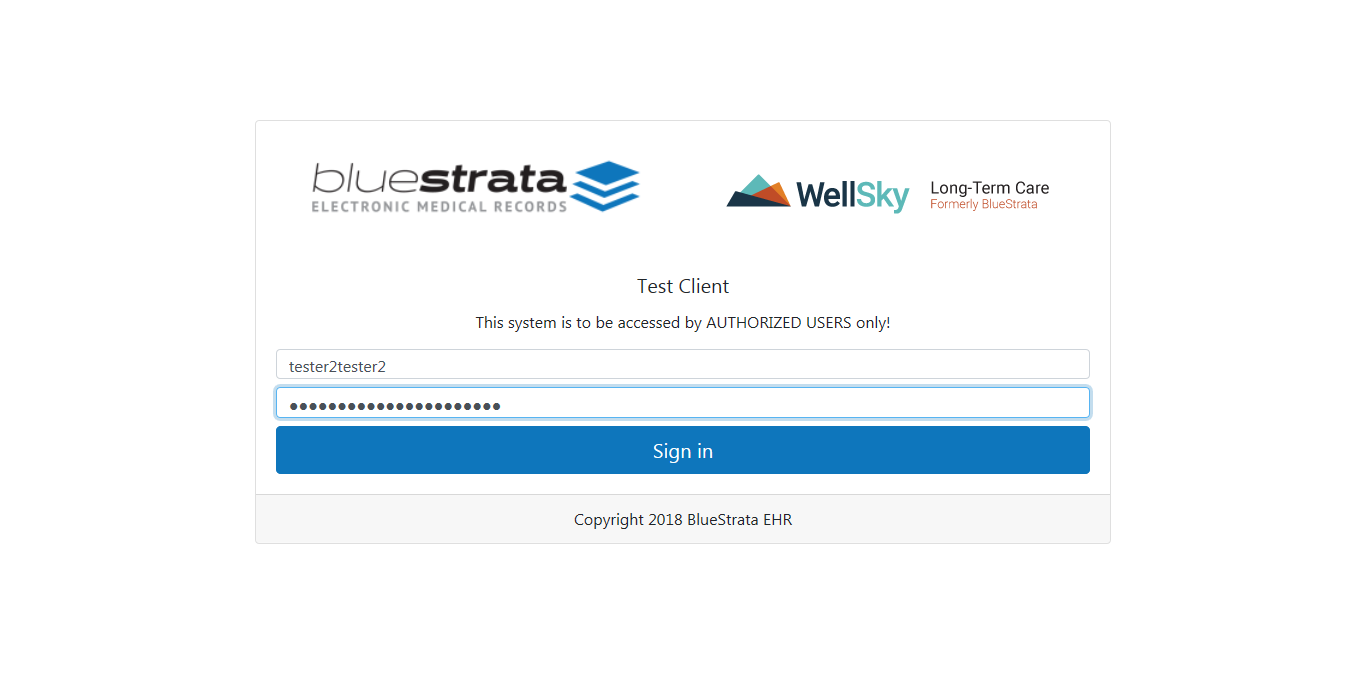 bluestrata
ELECTRONIC MEDICAL RECORDS
WellSky
Long-Term Care
Formerly BlueStrata
Test Client
This system is to be accessed by AUTHORIZED USERS only!
tester2tester2
●●●●●●●●●●●●●●●●●●●●●●
Sign in
Copyright 2018 BlueStrata EHR